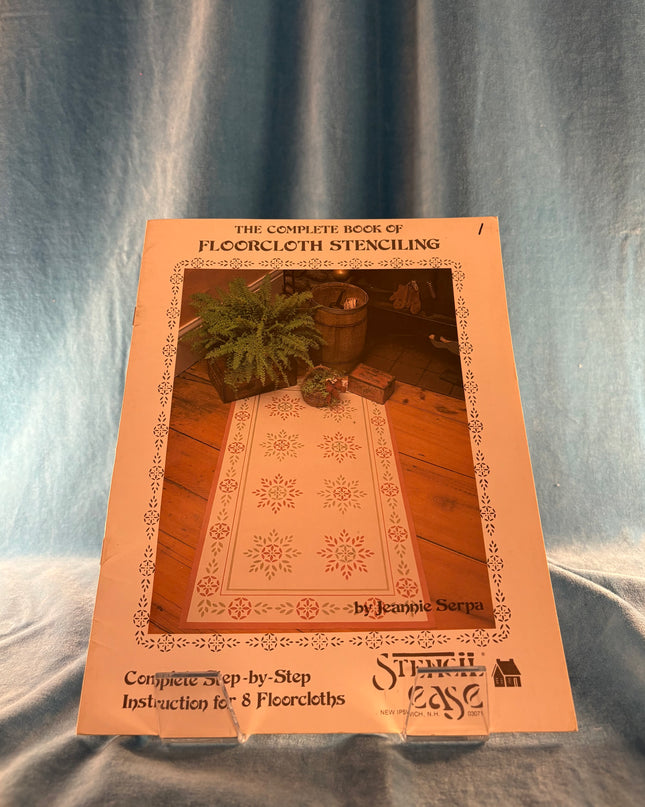 THE COMPLETE BOOK OF
FLOORCLOTH STENCILING
/
by Jeannie Serpa
Complete Step-by-Step
Instruction for 8 Floorcloths
STENCIL
ease
NEW IPSWICH, N.H. 03071